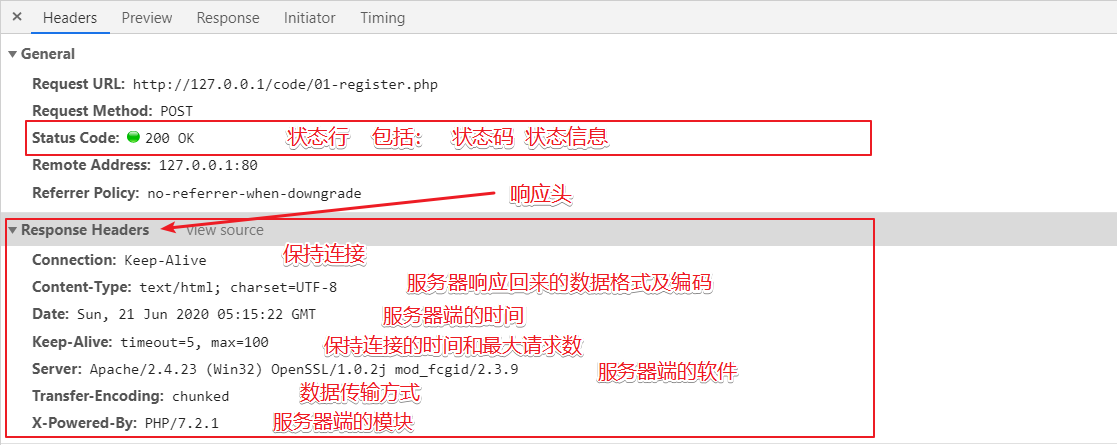 × Headers Preview Response Initiator Timing
▼ General
Request URL: http://127.0.0.1/code/01-register.php
Request Method: POST
Status Code: 200 OK 状态行 包括: 状态码 状态信息
Remote Address: 127.0.0.1:80
Referrer Policy: no-referrer-when-downgrade 响应头
▼ Response Headers view source
Connection: Keep-Alive 保持连接
Content-Type: text/html; charset=UTF-8 服务器响应回来的数据格式及编码
Date: Sun, 21 Jun 2020 05:15:22 GMT 服务器端的时间
Keep-Alive: timeout=5, max=100 保持连接的时间和最大请求数
Server: Apache/2.4.23 (Win32) OpenSSL/1.0.2j mod_fcgid/2.3.9 服务器端的软件
Transfer-Encoding: chunked 数据传输方式
X-Powered-By: PHP/7.2.1 服务器端的模块